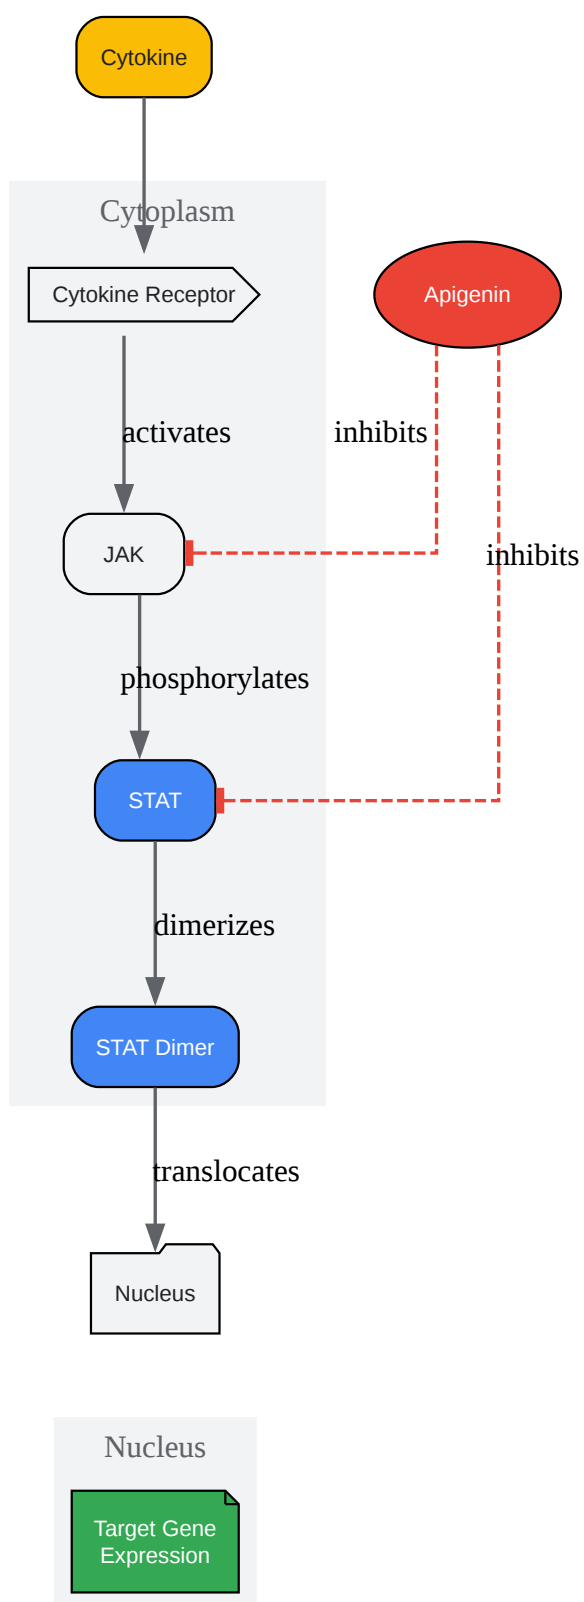 Cytokine
Cytoplasm
Cytokine Receptor
Apigenin
activates
inhibits
JAK
inhibits
phosphorylates
STAT
dimerizes
STAT Dimer
translocates
Nucleus
Nucleus
Target Gene
Expression